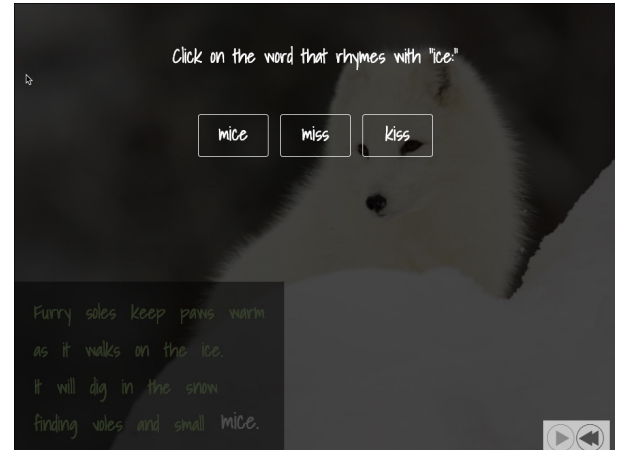 Click on the word that rhymes with "ice:"
mice miss kiss
Furry soles keep paws warm
as it walks on the ice.
It will dig in the snow
finding voles and small mice.